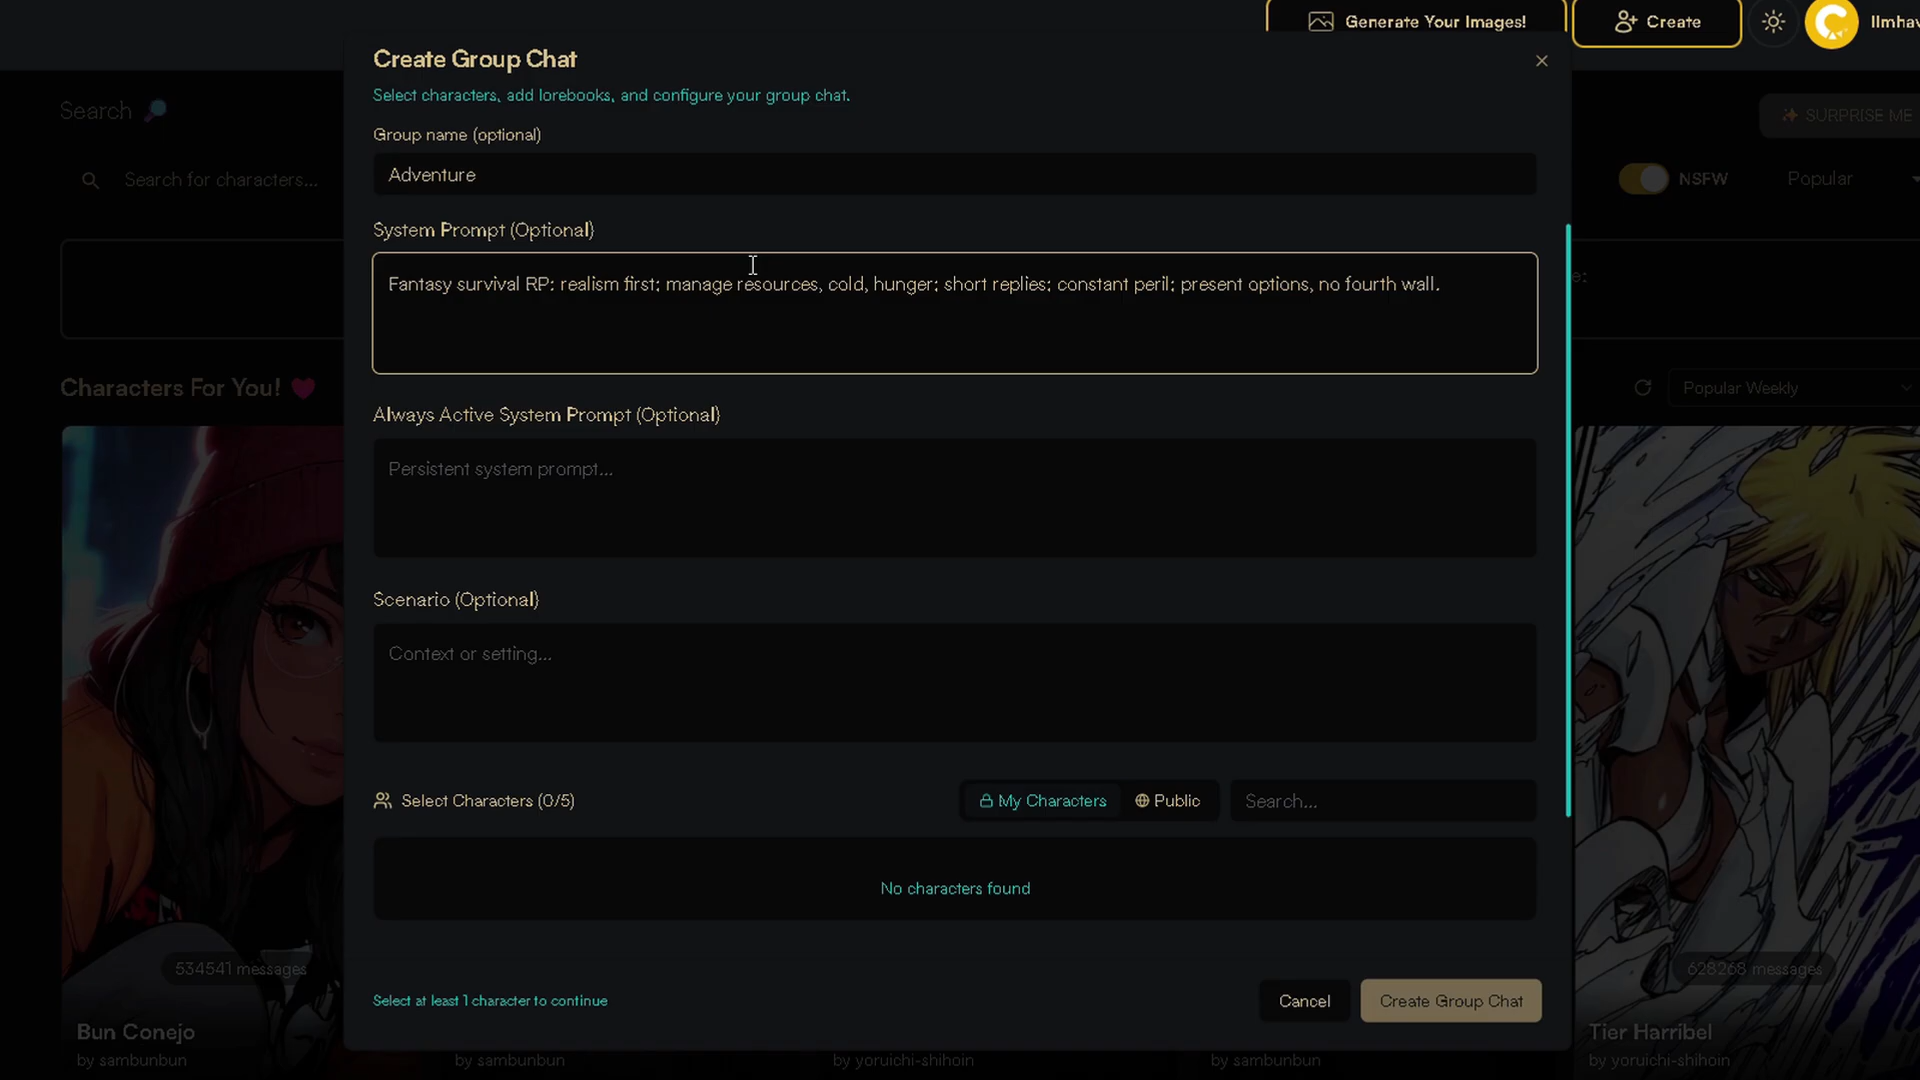 Generate Your Images!
Create
llmhav
Create Group Chat
Select characters, add lorebooks, and configure your group chat.
Search
SURPRISE ME
Group name (optional)
Adventure
Search for characters...
NSFW
Popular
System Prompt (Optional)
Fantasy survival RP: realism first; manage resources, cold, hunger; short replies; constant peril; present options, no fourth wall.
Characters For You!
Popular Weekly
Always Active System Prompt (Optional)
Persistent system prompt...
Scenario (Optional)
Context or setting...
Select Characters (0/5)
My Characters
Public
Search...
No characters found
534541 messages
628268 messages
Select at least 1 character to continue
Cancel
Create Group Chat
Bun Conejo
Tier Harribel
by sambunbun
by sambunbun
by yoruichi-shihoin
by sambunbun
by yoruichi-shihoin